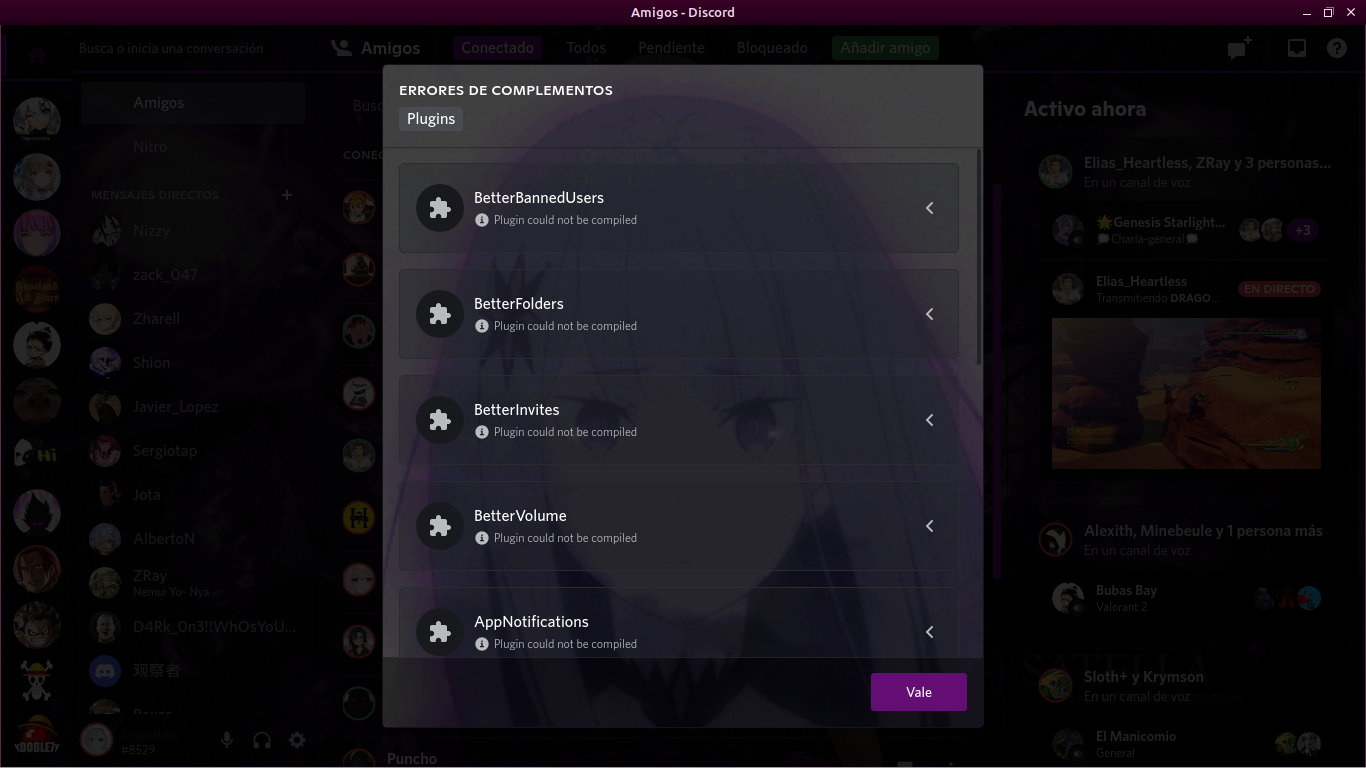 Amigos - Discord
Busca o inicia una conversación
Amigos
Conectado
Todos
Pendiente
Bloqueado
Añadir amigo
Amigos
Nitro
MENSAJES DIRECTOS
Nizzy
zack_047
Zharell
Shion
Javier_Lopez
Sergiotap
Jota
AlbertoN
ZRay
Nemui Yo~ Nya
D4Rk_0n3!!WhOsYoU...
观察者
Sergiotap
#8529
ERRORES DE COMPLEMENTOS
Plugins
BetterBannedUsers
Plugin could not be compiled
BetterFolders
Plugin could not be compiled
BetterInvites
Plugin could not be compiled
BetterVolume
Plugin could not be compiled
AppNotifications
Plugin could not be compiled
Vale
Puncho
Activo ahora
Elias_Heartless, ZRay y 3 personas...
En un canal de voz
Genesis Starlight...
Charla-general
+3
Elias_Heartless
Transmitiendo DRAGO...
EN DIRECTO
Alexith, Minebeule y 1 persona más
En un canal de voz
Bubas Bay
Valorant 2
SATELLA
Sloth+ y Krymson
En un canal de voz
El Manicomio
General